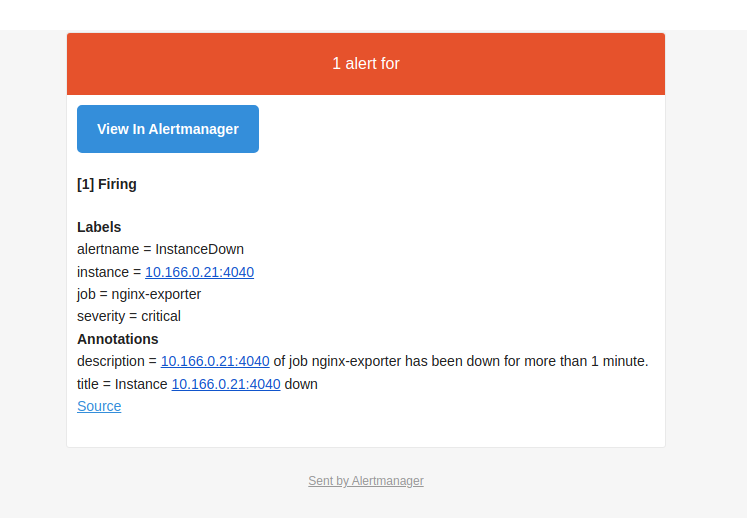 1 alert for
View In Alertmanager
[1] Firing
Labels
alertname = InstanceDown
instance = 10.166.0.21:4040
job = nginx-exporter
severity = critical
Annotations
description = 10.166.0.21:4040 of job nginx-exporter has been down for more than 1 minute.
title = Instance 10.166.0.21:4040 down
Source
Sent by Alertmanager